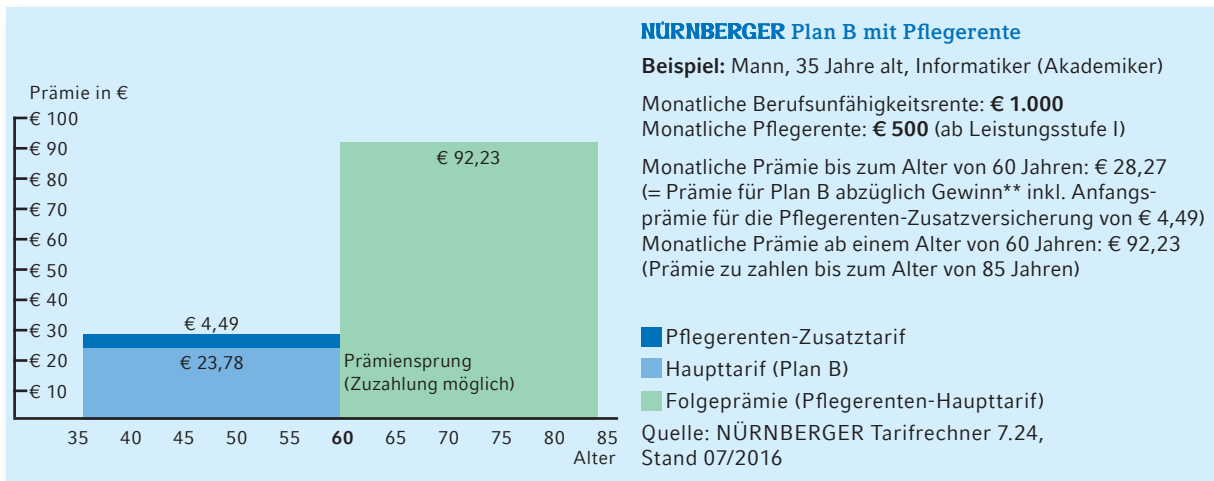 NÜRNBERGER Plan B mit Pflegerente
Beispiel: Mann, 35 Jahre alt, Informatiker (Akademiker)
Monatliche Berufsunfähigkeitsrente: € 1.000
Monatliche Pflegerente: € 500 (ab Leistungsstufe I)
Monatliche Prämie bis zum Alter von 60 Jahren: € 28,27
(= Prämie für Plan B abzüglich Gewinn** inkl. Anfangs-
prämie für die Pflegerenten-Zusatzversicherung von € 4,49)
Monatliche Prämie ab einem Alter von 60 Jahren: € 92,23
(Prämie zu zahlen bis zum Alter von 85 Jahren)
Prämie in €
€ 100
€ 90
€ 80
€ 70
€ 60
€ 50
€ 40
€ 30
€ 20
€ 10
€ 4,49
€ 23,78
€ 92,23
Prämiensprung
(Zuzahlung möglich)
35 40 45 50 55 60 65 70 75 80 85
Alter
Pflegerenten-Zusatztarif
Haupttarif (Plan B)
Folgeprämie (Pflegerenten-Haupttarif)
Quelle: NÜRNBERGER Tarifrechner 7.24,
Stand 07/2016